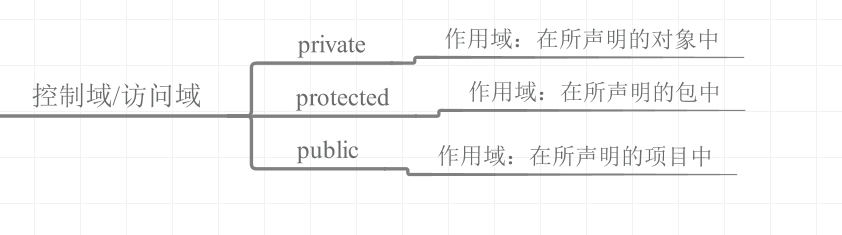 控制域/访问域
private
作用域：在所声明的对象中
protected
作用域：在所声明的包中
public
作用域：在所声明的项目中